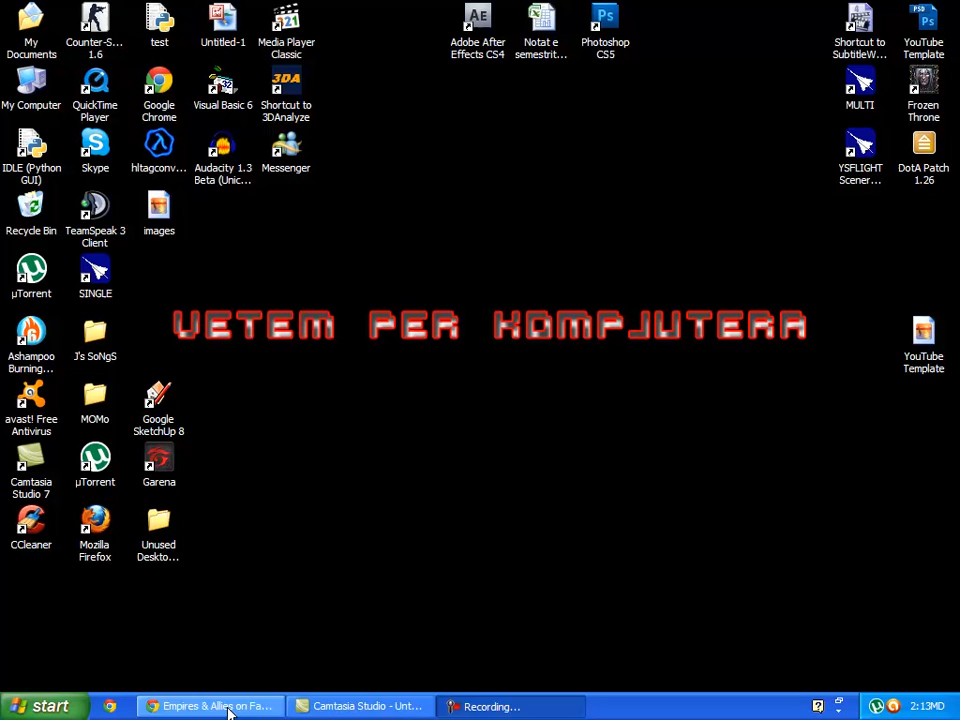 My Documents
Counter-S... 1.6
test
Untitled-1
Media Player Classic
Adobe After Effects CS4
Notat e semestrit...
Photoshop CS5
Shortcut to SubtitleW...
YouTube Template
My Computer
QuickTime Player
Google Chrome
Visual Basic 6
Shortcut to 3DAnalyze
MULTI
Frozen Throne
IDLE (Python GUI)
Skype
hltagconv...
Audacity 1.3 Beta (Unic...
Messenger
YSFLIGHT Scener...
DotA Patch 1.26
Recycle Bin
TeamSpeak 3 Client
images
µTorrent
SINGLE
VETEM PER KOMPJUTERA
Ashampoo Burning...
J's SoNgS
YouTube Template
avast! Free Antivirus
MOMo
Google SketchUp 8
Camtasia Studio 7
µTorrent
Garena
CCleaner
Mozilla Firefox
Unused Deskto...
start
Empires & Allies on Fa...
Camtasia Studio - Unt...
Recording...
2:13MD